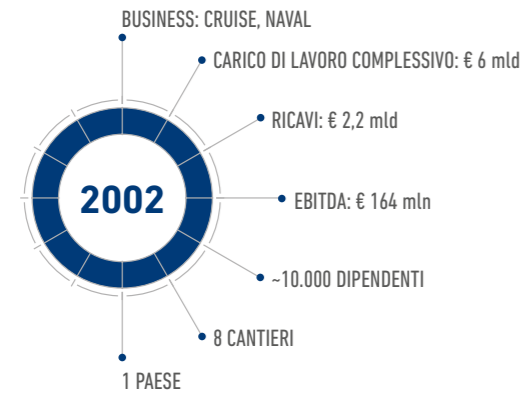 BUSINESS: CRUISE, NAVAL
CARICO DI LAVORO COMPLESSIVO: € 6 mld
RICAVI: € 2,2 mld
2002
EBITDA: € 164 mln
~10.000 DIPENDENTI
8 CANTIERI
1 PAESE